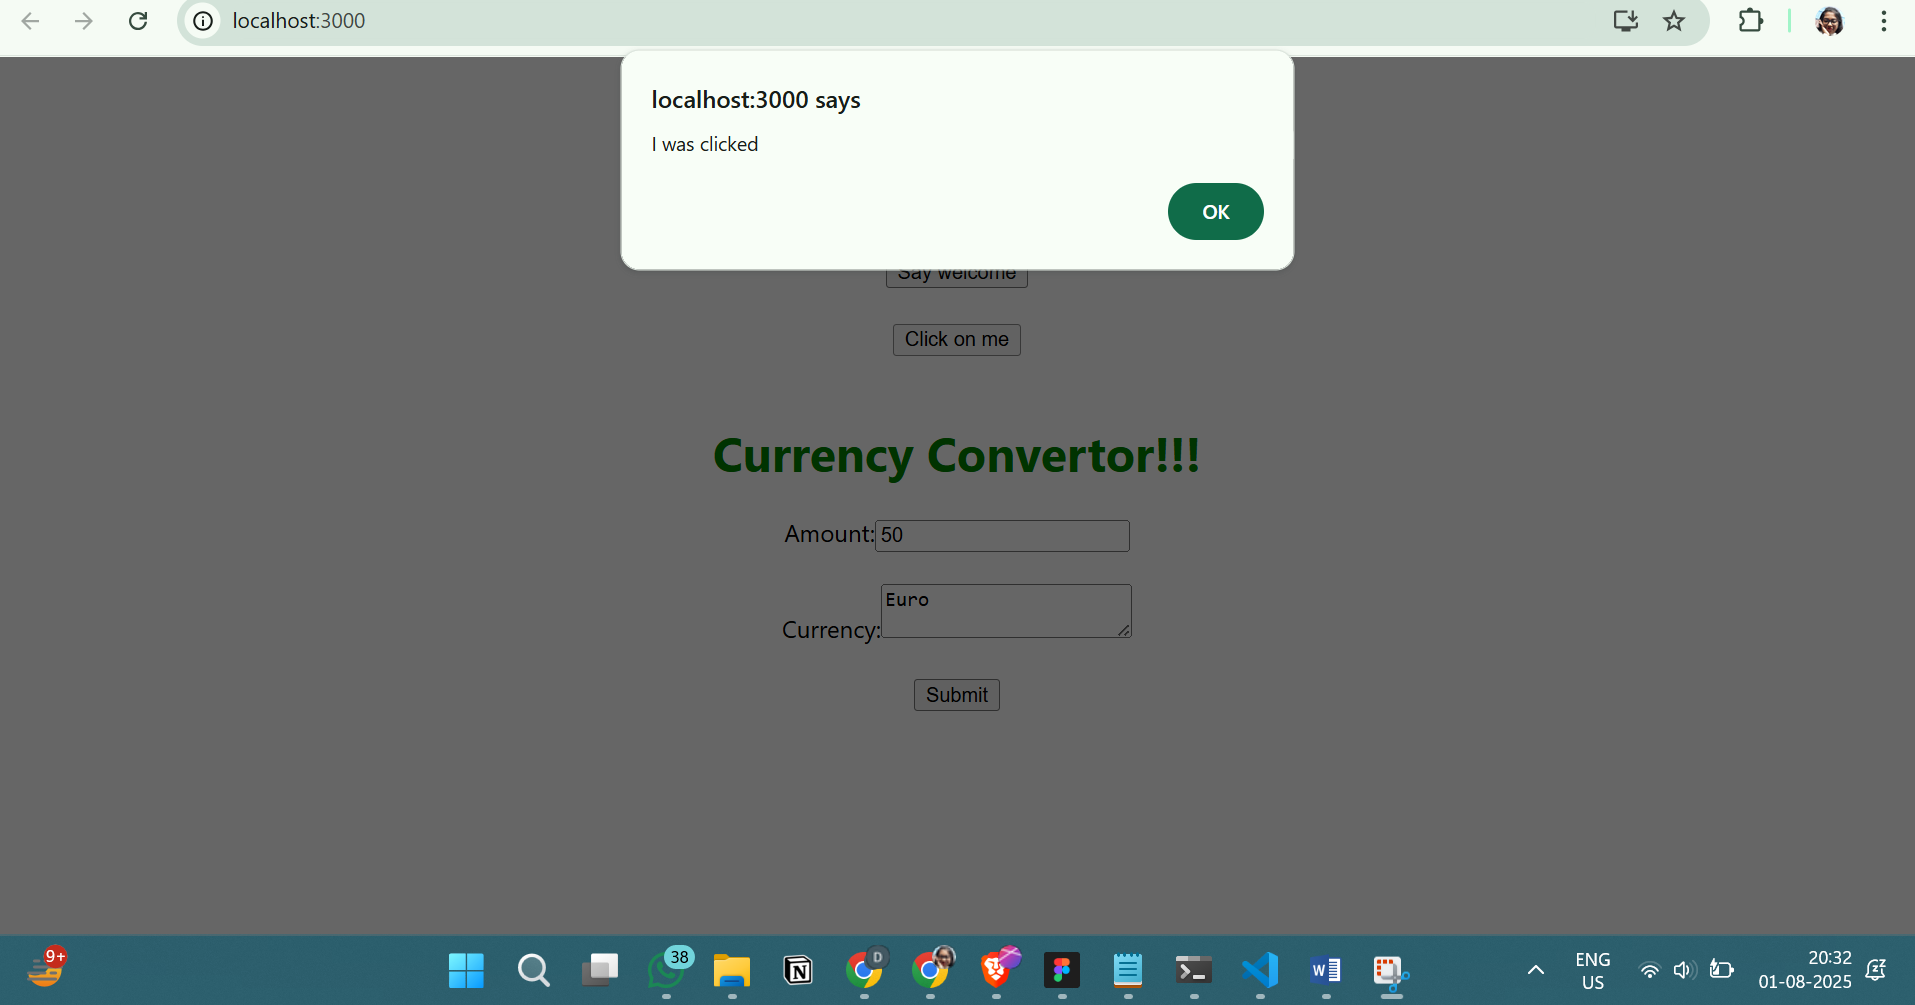 localhost:3000
localhost:3000 says
I was clicked
OK
Say welcome
Click on me
Currency Convertor!!!
Amount:50
Euro
Currency:
Submit
9+
38
D
N
W
ENG
US
20:32
01-08-2025